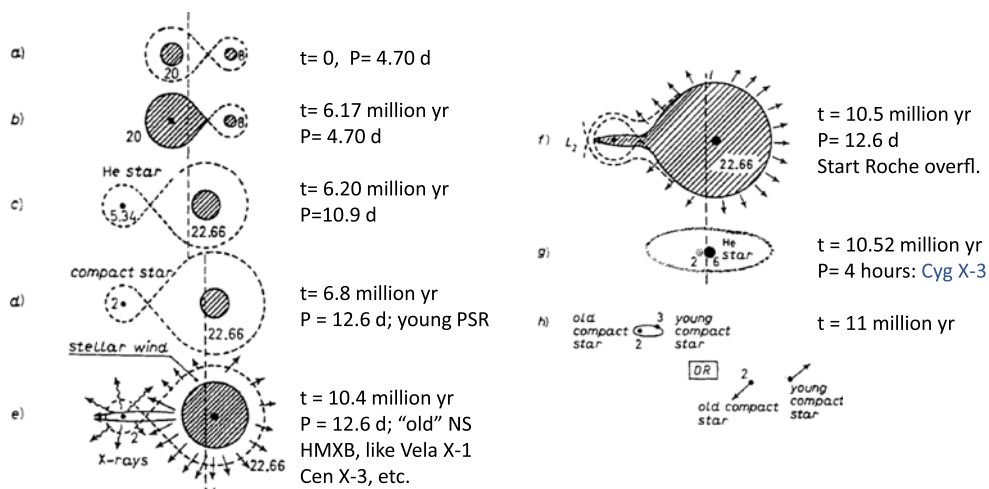 a)
20
8
t= 0, P= 4.70 d
b)
20
8
t= 6.17 million yr
P= 4.70 d
He star
c)
5.34
22.66
t= 6.20 million yr
P=10.9 d
compact star
d)
2
22.66
t= 6.8 million yr
P = 12.6 d; young PSR
stellar wind
e)
2
X-rays
22.66
t = 10.4 million yr
P = 12.6 d; “old” NS
HMXB, like Vela X-1
Cen X-3, etc.
f)
L2
22.66
t = 10.5 million yr
P= 12.6 d
Start Roche overfl.
g)
He
star
2 6
t = 10.52 million yr
P= 4 hours: Cyg X-3
h)
old
compact
star
3
2
young
compact
star
t = 11 million yr
OR
2
old compact
star
young
compact
star